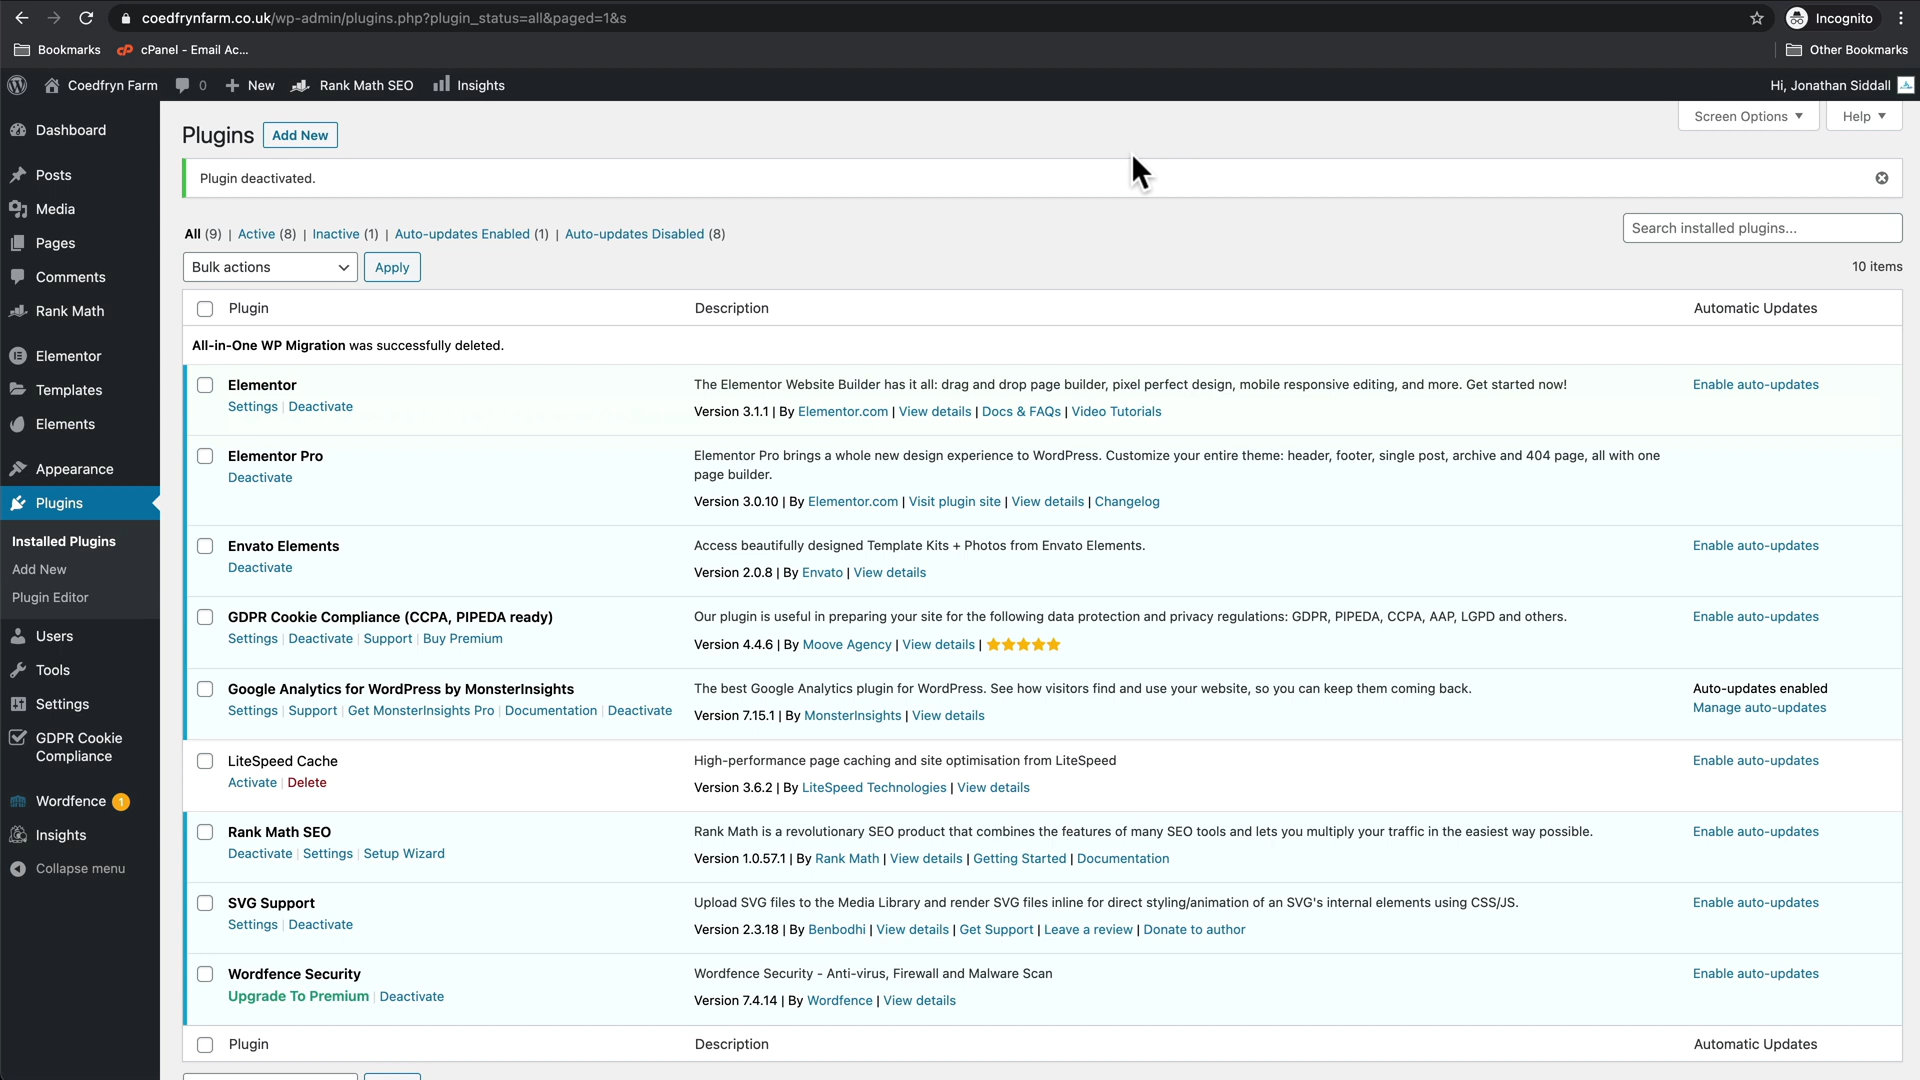 coedfrynfarm.co.uk/wp-admin/plugins.php?plugin_status=all&paged=1&s
Incognito
Bookmarks
cPanel - Email Ac...
Other Bookmarks
Coedfryn Farm
0
New
Rank Math SEO
Insights
Hi, Jonathan Siddall
Dashboard
Posts
Media
Pages
Comments
Rank Math
Elementor
Templates
Elements
Appearance
Plugins
Installed Plugins
Add New
Plugin Editor
Users
Tools
Settings
GDPR Cookie
Compliance
Wordfence 1
Insights
Collapse menu
Screen Options
Help
Plugins
Add New
Plugin deactivated.
All (9) | Active (8) | Inactive (1) | Auto-updates Enabled (1) | Auto-updates Disabled (8)
Search installed plugins...
Bulk actions
Apply
10 items
Plugin
Description
Automatic Updates
All-in-One WP Migration was successfully deleted.
Elementor
Settings | Deactivate
The Elementor Website Builder has it all: drag and drop page builder, pixel perfect design, mobile responsive editing, and more. Get started now!
Version 3.1.1 | By Elementor.com | View details | Docs & FAQs | Video Tutorials
Enable auto-updates
Elementor Pro
Deactivate
Elementor Pro brings a whole new design experience to WordPress. Customize your entire theme: header, footer, single post, archive and 404 page, all with one
page builder.
Version 3.0.10 | By Elementor.com | Visit plugin site | View details | Changelog
Envato Elements
Deactivate
Access beautifully designed Template Kits + Photos from Envato Elements.
Version 2.0.8 | By Envato | View details
Enable auto-updates
GDPR Cookie Compliance (CCPA, PIPEDA ready)
Settings | Deactivate | Support | Buy Premium
Our plugin is useful in preparing your site for the following data protection and privacy regulations: GDPR, PIPEDA, CCPA, AAP, LGPD and others.
Version 4.4.6 | By Moove Agency | View details |
Enable auto-updates
Google Analytics for WordPress by MonsterInsights
Settings | Support | Get MonsterInsights Pro | Documentation | Deactivate
The best Google Analytics plugin for WordPress. See how visitors find and use your website, so you can keep them coming back.
Version 7.15.1 | By MonsterInsights | View details
Auto-updates enabled
Manage auto-updates
LiteSpeed Cache
Activate | Delete
High-performance page caching and site optimisation from LiteSpeed
Version 3.6.2 | By LiteSpeed Technologies | View details
Enable auto-updates
Rank Math SEO
Deactivate | Settings | Setup Wizard
Rank Math is a revolutionary SEO product that combines the features of many SEO tools and lets you multiply your traffic in the easiest way possible.
Version 1.0.57.1 | By Rank Math | View details | Getting Started | Documentation
Enable auto-updates
SVG Support
Settings | Deactivate
Upload SVG files to the Media Library and render SVG files inline for direct styling/animation of an SVG's internal elements using CSS/JS.
Version 2.3.18 | By Benbodhi | View details | Get Support | Leave a review | Donate to author
Enable auto-updates
Wordfence Security
Upgrade To Premium | Deactivate
Wordfence Security - Anti-virus, Firewall and Malware Scan
Version 7.4.14 | By Wordfence | View details
Enable auto-updates
Plugin
Description
Automatic Updates